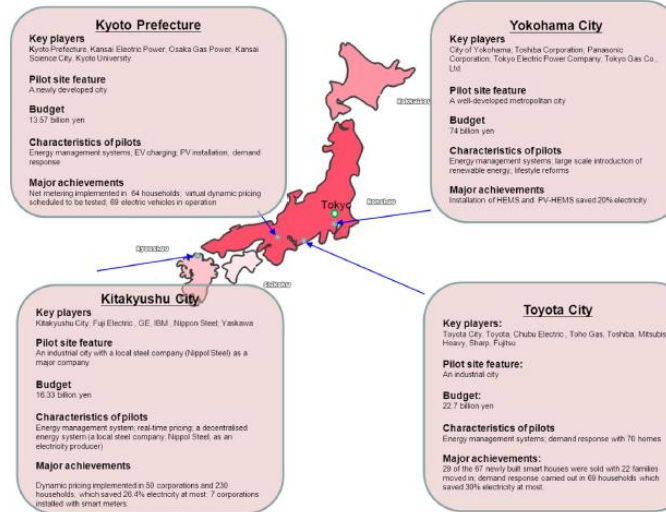 Kyoto Prefecture
Key players
Kyoto Prefecture, Kansai Electric Power, Osaka Gas Power, Kansai
Science City, Kyoto University
Pilot site feature
A newly developed city
Budget
13.57 billion yen
Characteristics of pilots
Energy management systems; EV charging; PV installation; demand
response
Major achievements
Net metering implemented in 64 households; virtual dynamic pricing
scheduled to be tested; 69 electric vehicles in operation
Yokohama City
Key players
City of Yokohama, Toshiba Corporation, Panasonic
Corporation, Tokyo Electric Power Company, Tokyo Gas Co.,
Ltd.
Pilot site feature
A well-developed metropolitan city
Budget
74 billion yen
Characteristics of pilots
Energy management systems; large scale introduction of
renewable energy; lifestyle reforms
Major achievements
Installation of HEMS and PV-HEMS saved 20% electricity
Hokkaido
Tokyo
Honshuu
Kyuushuu
Shikoku
Kitakyushu City
Key players
Kitakyushu City, Fuji Electric, GE, IBM, Nippon Steel, Yaskawa
Pilot site feature
An industrial city with a local steel company (Nippol Steel) as a
major company
Budget
16.33 billion yen
Characteristics of pilots
Energy management system; real-time pricing; a decentralised
energy system (a local steel company, Nippol Steel, as an
electricity producer)
Major achievements
Dynamic pricing implemented in 50 corporations and 230
households, which saved 26.4% electricity at most; 7 corporations
installed with smart meters
Toyota City
Key players:
Toyota City, Toyota, Chubu Electric, Toho Gas, Toshiba, Mitsubis
Heavy, Sharp, Fujitsu
Pilot site feature:
An industrial city
Budget:
22.7 billion yen
Characteristics of pilots
Energy management systems; demand response with 70 homes
Major achievements:
29 of the 67 newly built smart houses were sold with 22 families
moved in; demand response carried out in 69 households which
saved 30% electricity at most